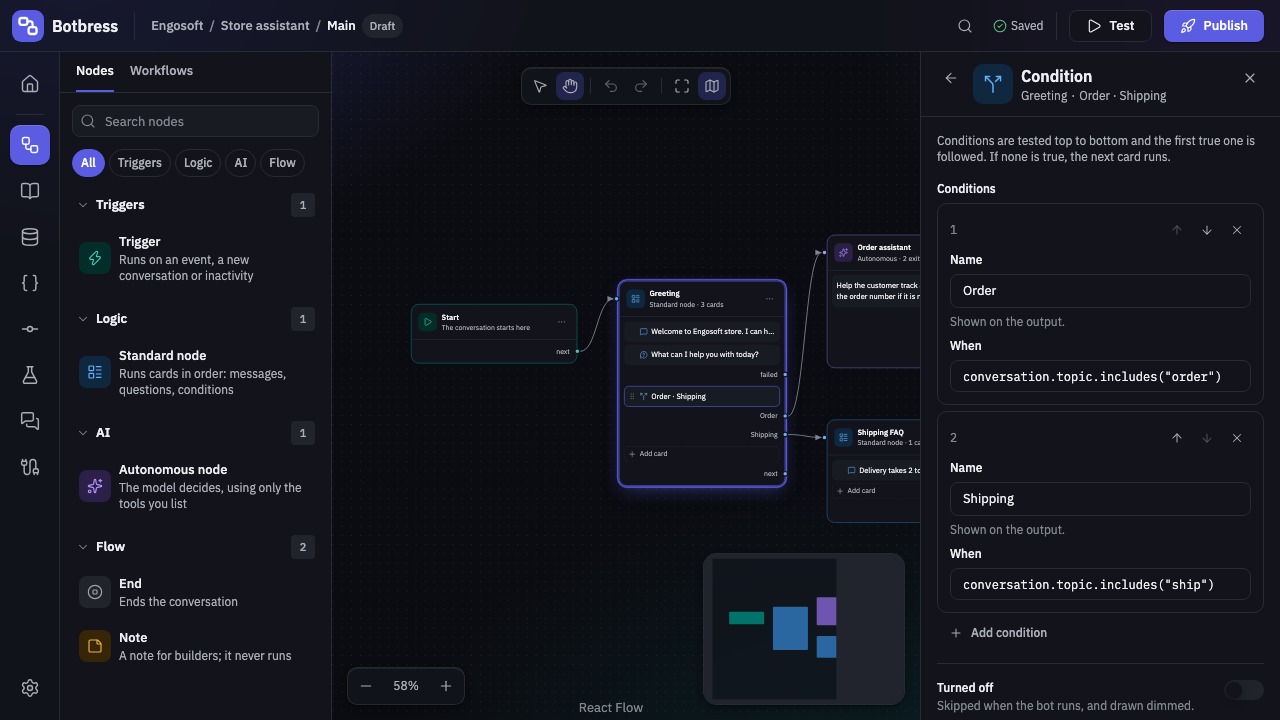 Botbress
Engosoft / Store assistant / Main Draft
Saved
Test
Publish
Nodes
Workflows
Search nodes
All
Triggers
Logic
AI
Flow
Triggers
1
Trigger
Runs on an event, a new
conversation or inactivity
Logic
1
Standard node
Runs cards in order: messages,
questions, conditions
AI
1
Autonomous node
The model decides, using only the
tools you list
Flow
2
End
Ends the conversation
Note
A note for builders; it never runs
Start
The conversation starts here
next
Greeting
Standard node · 3 cards
Welcome to Engosoft store. I can h...
What can I help you with today?
failed
Order · Shipping
Order
Shipping
Add card
next
Order assistant
Autonomous · 2 exit
Help the customer track
the order number if it is r
Shipping FAQ
Standard node · 1 ca
Delivery takes 2 to
Add card
58%
React Flow
Condition
Greeting · Order · Shipping
Conditions are tested top to bottom and the first true one is
followed. If none is true, the next card runs.
Conditions
1
Name
Order
Shown on the output.
When
conversation.topic.includes("order")
2
Name
Shipping
Shown on the output.
When
conversation.topic.includes("ship")
Add condition
Turned off
Skipped when the bot runs, and drawn dimmed.